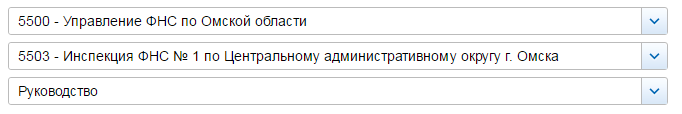 5500 - Управление ФНС по Омской области
5503 - Инспекция ФНС № 1 по Центральному административному округу г. Омска
Руководство